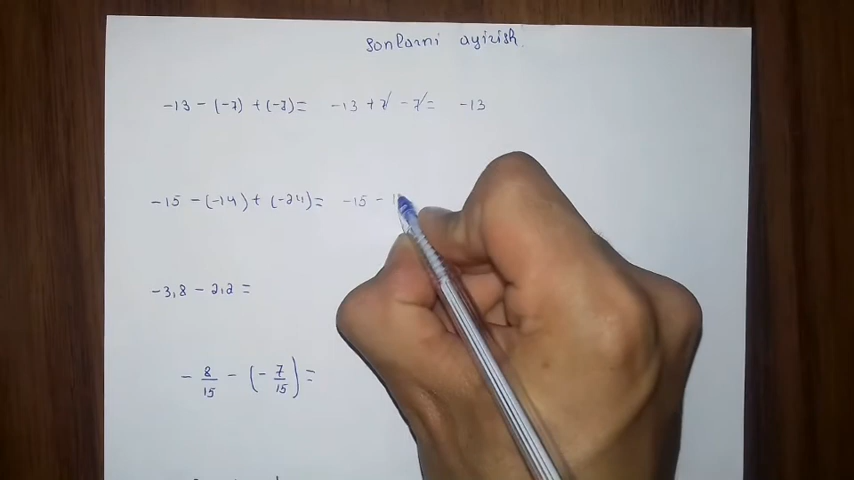 sonlarni ayirish
-13 - (-7) + (-7) = -13 + 7 - 7 = -13
-15 - (-14) + (-24) = -15 - 1
-3,8 - 2,2 =
- 8/15 - (- 7/15) =